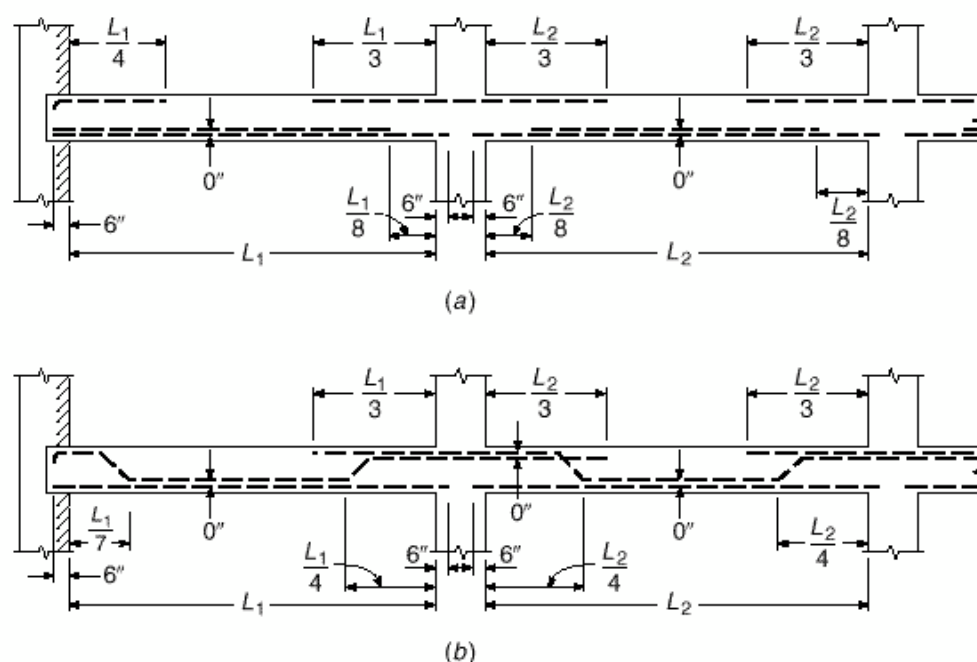 L1/4 L1/3 L2/3 L2/3
0″ 0″
6″ L1/8 6″ 6″ L2/8 L2/8
L1 L2
(a)
L1/3 L2/3 L2/3
0″ 0″ 0″
L1/7 L1/4 6″ 6″ L2/4 L2/4
6″
L1 L2
(b)